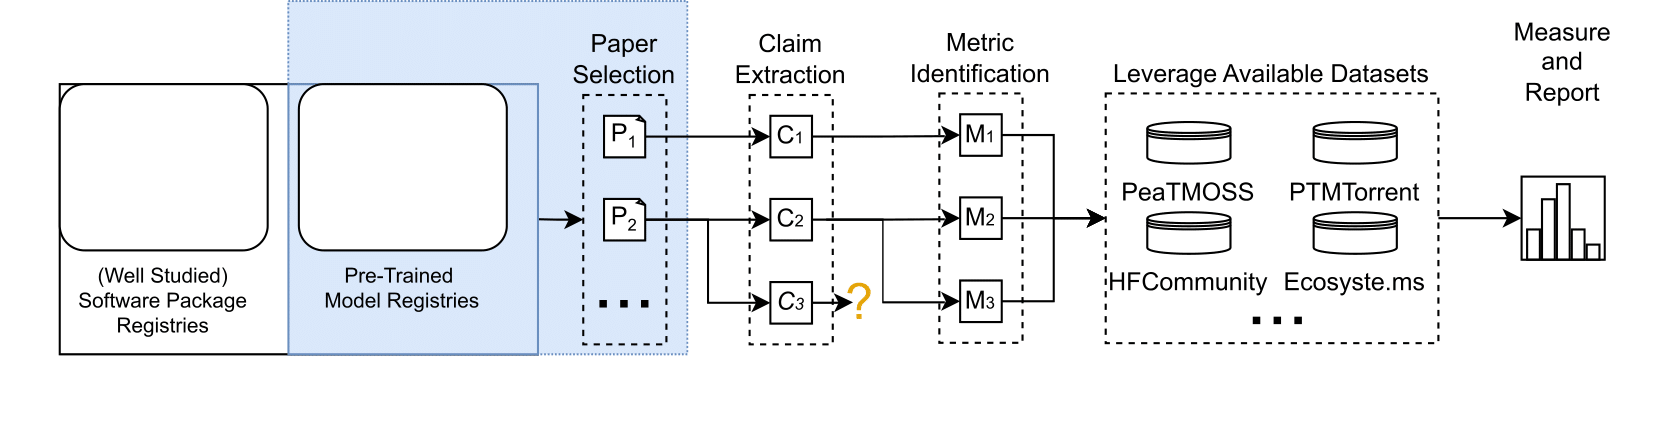 Paper
Selection
Claim
Extraction
Metric
Identification
Leverage Available Datasets
Measure
and
Report
P1
C1
M1
P2
C2
M2
C3
?
M3
...
PeaTMOSS
PTMTorrent
HFCommunity
Ecosyste.ms
...
(Well Studied)
Software Package
Registries
Pre-Trained
Model Registries